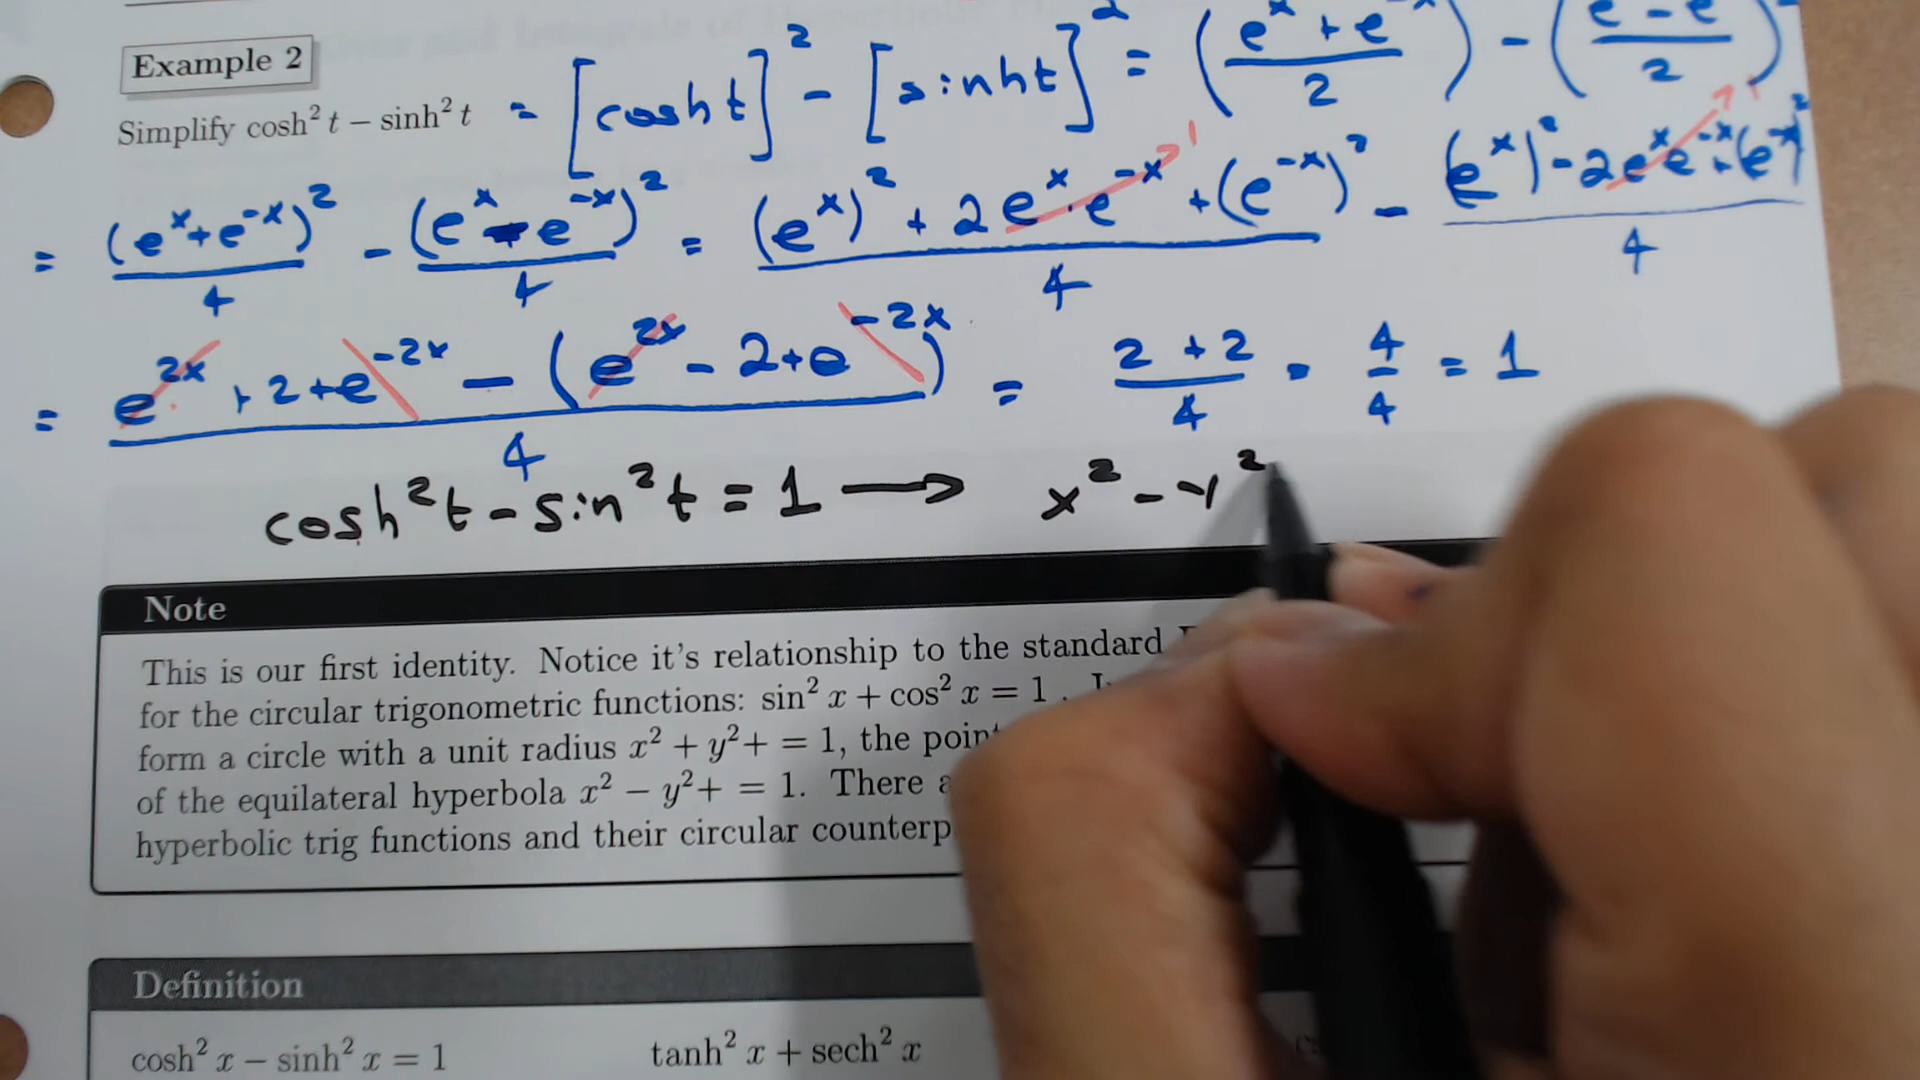 Example 2
Simplify cosh² t − sinh² t = [cosh t]² - [sinht]² = (eˣ + e⁻ˣ / 2) - (e - e / 2)²
= (eˣ+e⁻ˣ)² / 4 - (eˣ - e⁻ˣ)² / 4 = (eˣ)² + 2eˣ·e⁻ˣ + (e⁻ˣ)² / 4 - (eˣ)² - 2eˣe⁻ˣ + (e⁻ˣ)² / 4
= e²ˣ + 2 + e⁻²ˣ - (e²ˣ - 2 + e⁻²ˣ) / 4 = 2 + 2 / 4 = 4 / 4 = 1
cosh²t - sin²t = 1 → x² - y²
Note
This is our first identity. Notice it's relationship to the standard
for the circular trigonometric functions: sin² x + cos² x = 1 .
form a circle with a unit radius x² + y²+ = 1, the point
of the equilateral hyperbola x² − y²+ = 1. There
hyperbolic trig functions and their circular counterp
Definition
cosh² x − sinh² x = 1 tanh² x + sech² x